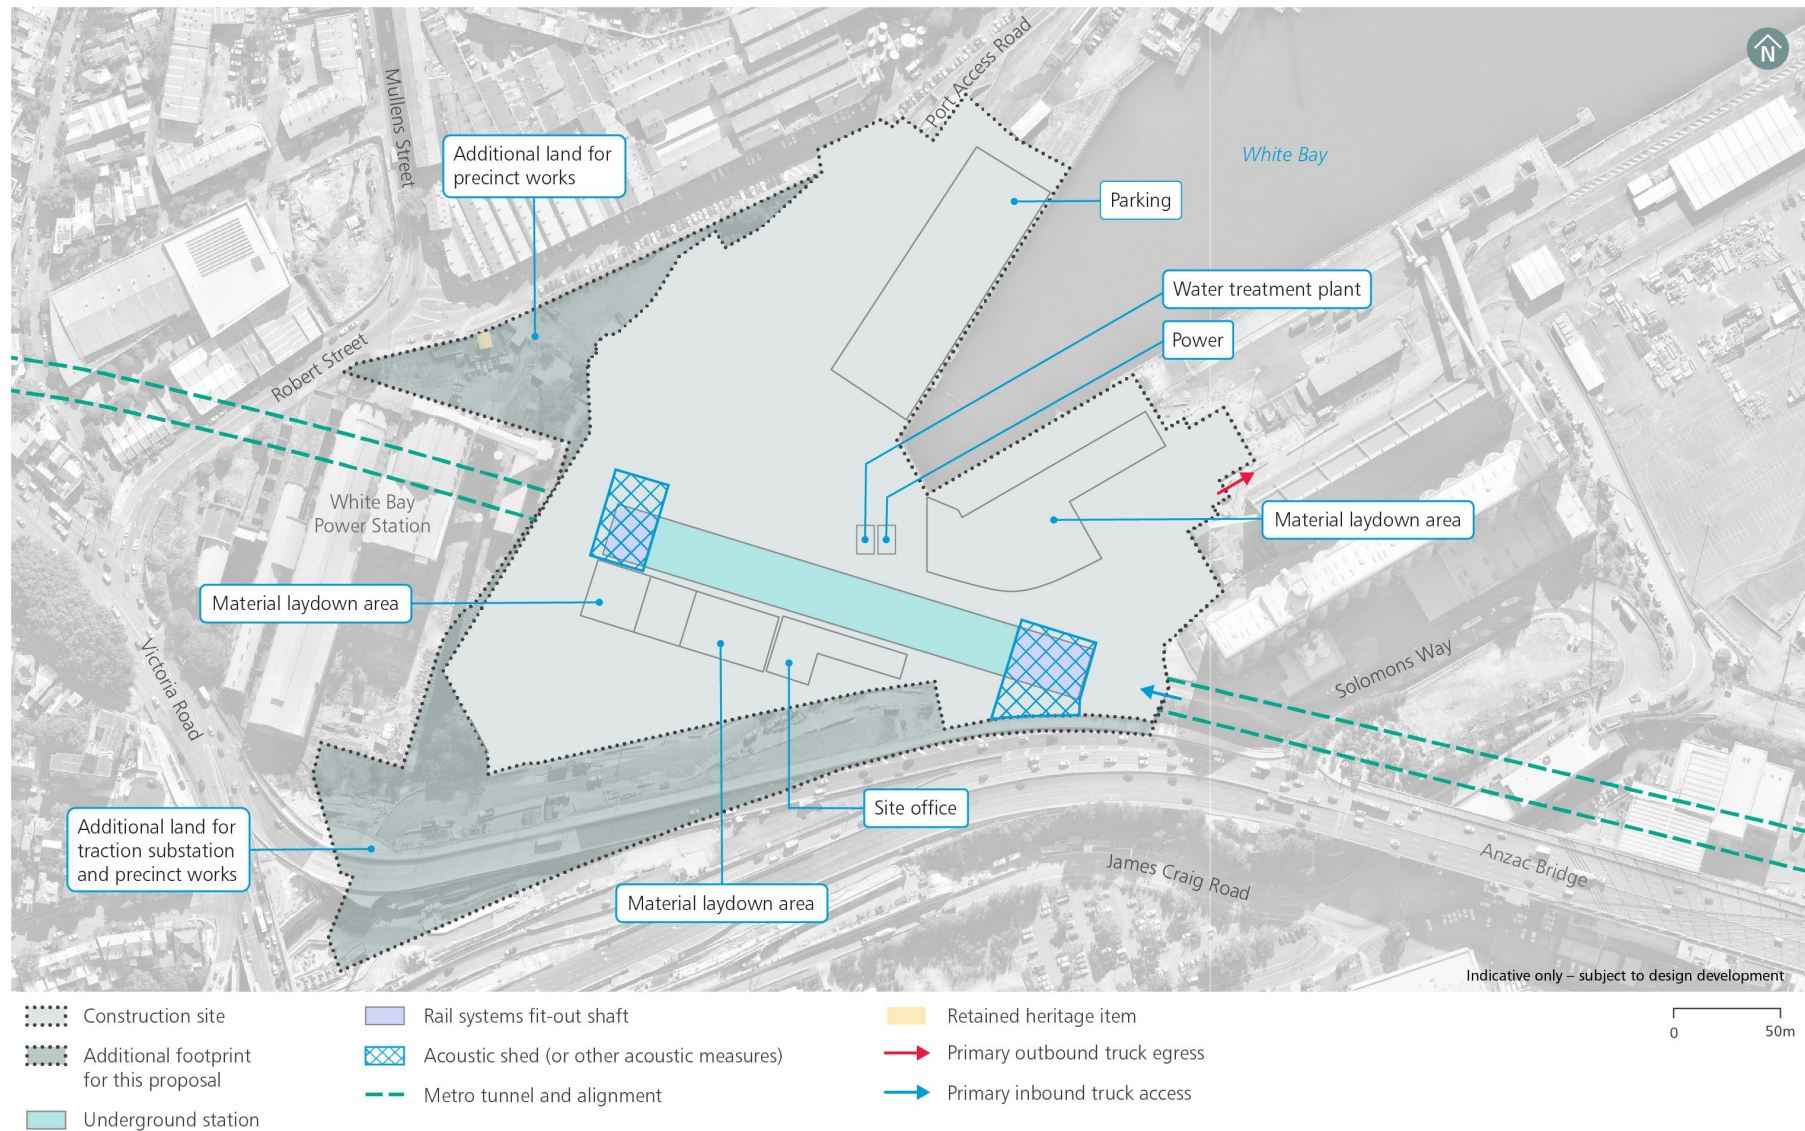 Port Access Road
N
Mullens Street
Additional land for
precinct works
White Bay
Parking
Water treatment plant
Power
Robert Street
White Bay
Power Station
Material laydown area
Material laydown area
Victoria Road
Solomons Way
Site office
Additional land for
traction substation
and precinct works
Material laydown area
James Craig Road
Anzac Bridge
Indicative only – subject to design development
Construction site
Additional footprint
for this proposal
Underground station
Rail systems fit-out shaft
Acoustic shed (or other acoustic measures)
Metro tunnel and alignment
Retained heritage item
Primary outbound truck egress
Primary inbound truck access
0
50m